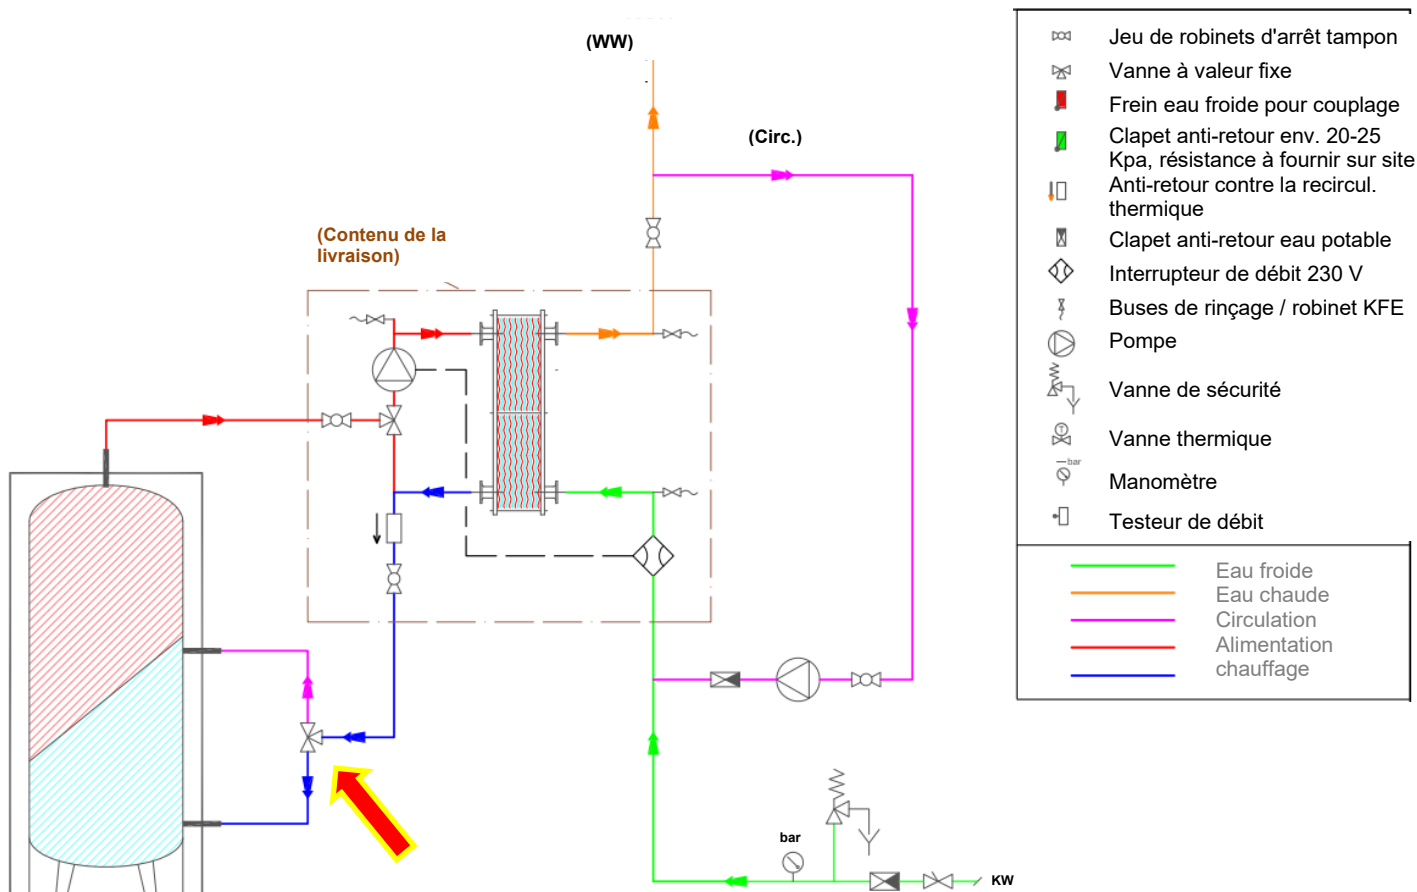 (WW)
(Circ.)
(Contenu de la
livraison)
bar
KW
Jeu de robinets d'arrêt tampon
Vanne à valeur fixe
Frein eau froide pour couplage
Clapet anti-retour env. 20-25
Kpa, résistance à fournir sur site
Anti-retour contre la recircul.
thermique
Clapet anti-retour eau potable
Interrupteur de débit 230 V
Buses de rinçage / robinet KFE
Pompe
Vanne de sécurité
T
Vanne thermique
bar
Manomètre
Testeur de débit
Eau froide
Eau chaude
Circulation
Alimentation
chauffage